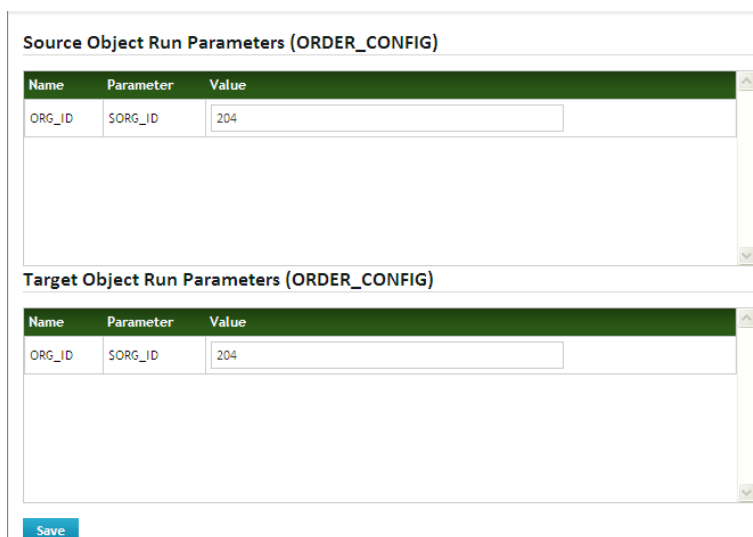 Source Object Run Parameters (ORDER_CONFIG)
Name Parameter Value
ORG_ID $ORG_ID 204
Target Object Run Parameters (ORDER_CONFIG)
Name Parameter Value
ORG_ID $ORG_ID 204
Save